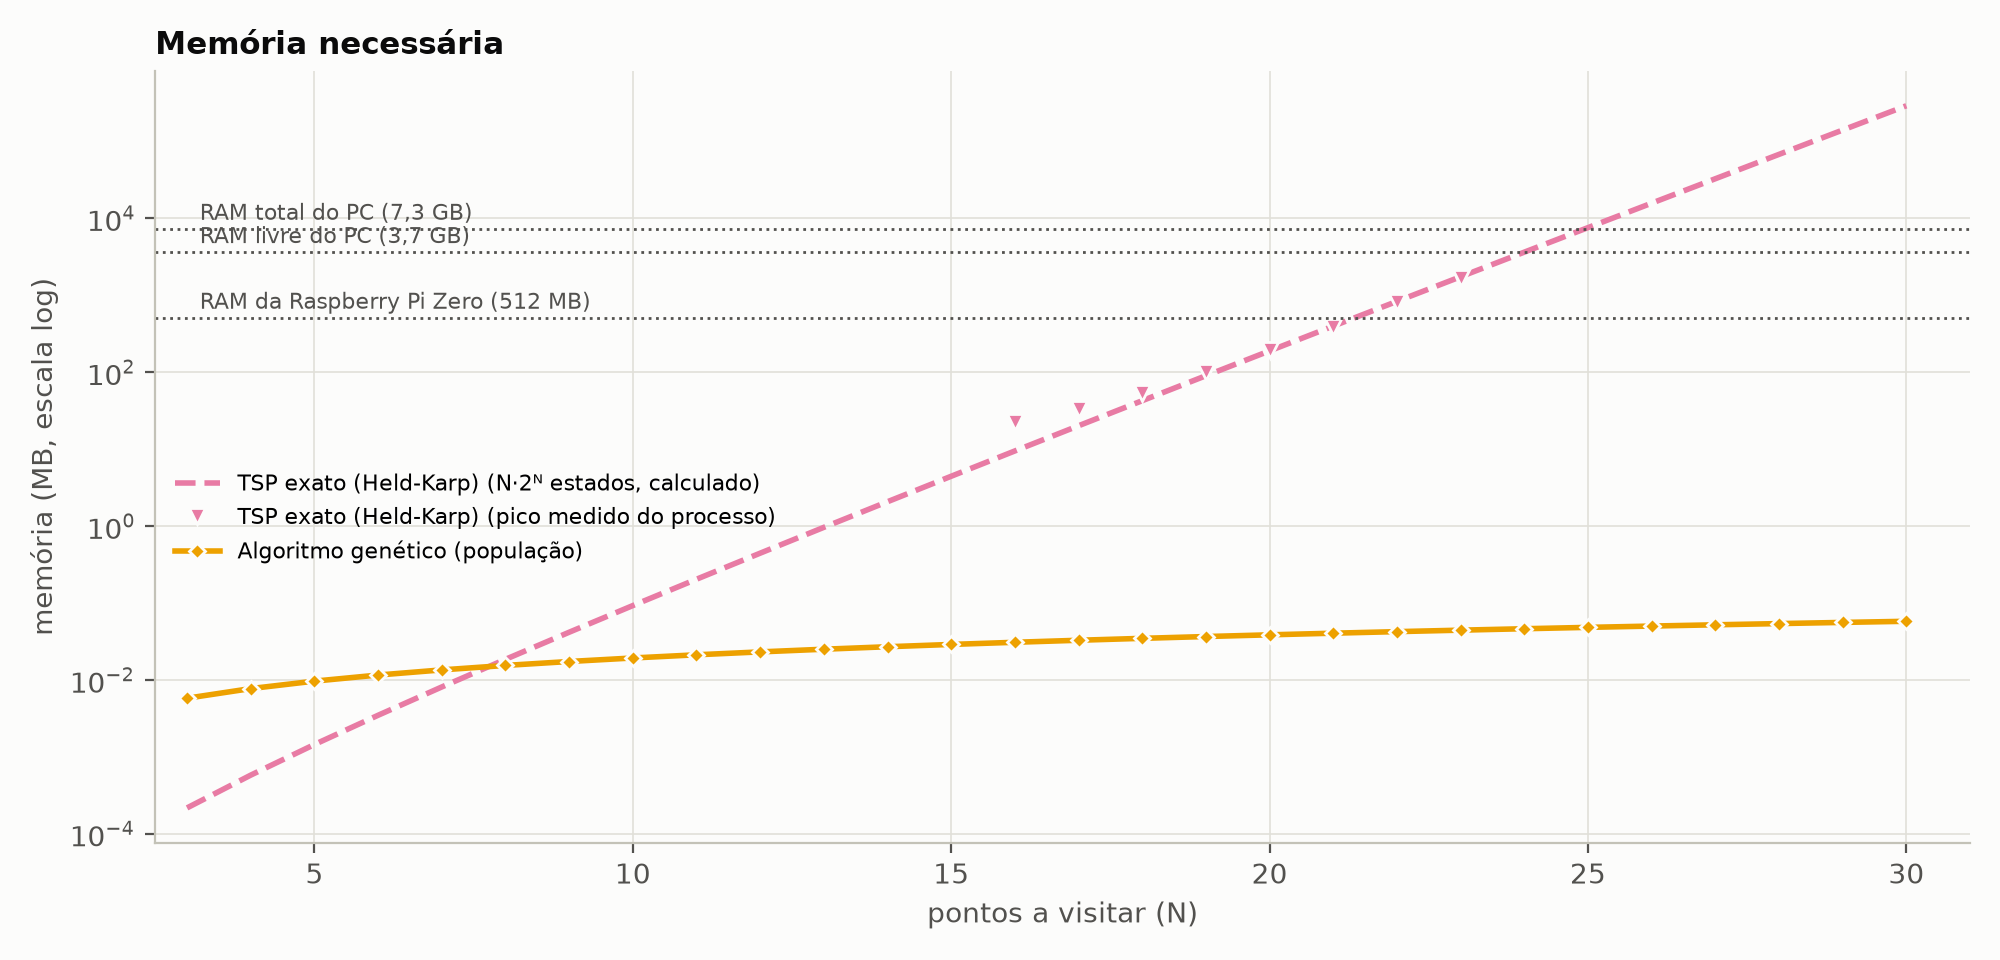 Memória necessária
memória (MB, escala log)
10⁴
10²
10⁰
10⁻²
10⁻⁴
RAM total do PC (7,3 GB)
RAM livre do PC (3,7 GB)
RAM da Raspberry Pi Zero (512 MB)
TSP exato (Held-Karp) (N·2ᴺ estados, calculado)
TSP exato (Held-Karp) (pico medido do processo)
Algoritmo genético (população)
5 10 15 20 25 30
pontos a visitar (N)